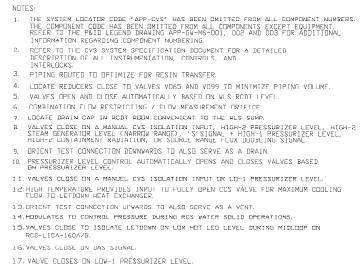 NOTES:
1. THE SYSTEM LOCATOR CODE "APP-CVS" HAS BEEN OMITTED FROM ALL COMPONENT NUMBERS.
THE COMPONENT CODE HAS BEEN OMITTED FROM ALL COMPONENTS EXCEPT EQUIPMENT.
REFER TO THE P&ID LEGEND DRAWING APP-GW-M6-001, 002 AND 003 FOR ADDITIONAL
INFORMATION REGARDING COMPONENT NUMBERING.
2. REFER TO THE CVS SYSTEM SPECIFICATION DOCUMENT FOR A DETAILED
DESCRIPTION OF ALL INSTRUMENTATION, CONTROLS, AND
INTERLOCKS.
3. PIPING ROUTED TO OPTIMIZE FOR RESIN TRANSFER.
4. LOCATE REDUCERS CLOSE TO VALVES V065 AND V099 TO MINIMIZE PIPING VOLUME.
5. VALVES OPEN AND CLOSE AUTOMATICALLY BASED ON WLS RCDT LEVEL.
6. COMBINATION FLOW RESTRICTING / FLOW MEASUREMENT ORIFICE.
7. LOCATE DRAIN CAP IN RCDT ROOM CONVENIENT TO THE WLS SUMP.
8. VALVES CLOSE ON A MANUAL CVS ISOLATION INPUT, HIGH-2 PRESSURIZER LEVEL, HIGH-2
STEAM GENERATOR LEVEL (NARROW RANGE), 'S' SIGNAL + HIGH-1 PRESSURIZER LEVEL,
HIGH-2 CONTAINMENT RADIATION, OR SOURCE RANGE FLUX DOUBLING SIGNAL.
9. ORIENT TEST CONNECTION DOWNWARDS TO ALSO SERVE AS A DRAIN.
10. PRESSURIZER LEVEL CONTROL AUTOMATICALLY OPENS AND CLOSES VALVES BASED
ON PRESSURIZER LEVEL.
11. VALVES CLOSE ON A MANUEL CVS ISOLATION INPUT OR LO-1 PRESSURIZER LEVEL.
12. HIGH TEMPERATURE PROVIDES INPUT TO FULLY OPEN CCS VALVE FOR MAXIMUM COOLING
FLOW TO LETDOWN HEAT EXCHANGER.
13. ORIENT TEST CONNECTION UPWARDS TO ALSO SERVE AS A VENT.
14. MODULATES TO CONTROL PRESSURE DURING RCS WATER SOLID OPERATIONS.
15. VALVES CLOSE TO ISOLATE LETDOWN ON LOW HOT LEG LEVEL DURING MIDLOOP ON
RCS-LICA-160A/B.
16. VALVES CLOSE ON DAS SIGNAL.
17. VALVE CLOSES ON LOW-1 PRESSURIZER LEVEL.